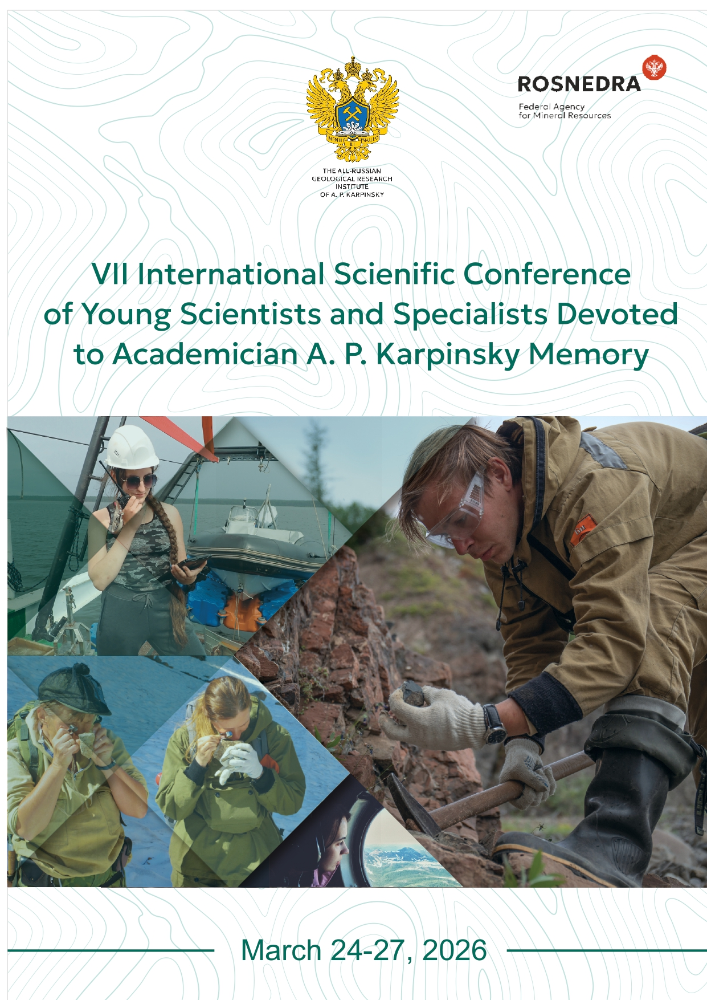 ROSNEDRA
Federal Agency
for Mineral Resources
MENTE ET MALLEO
THE ALL-RUSSIAN
GEOLOGICAL RESEARCH
INSTITUTE
OF A. P. KARPINSKY
VII International Scienific Conference
of Young Scientists and Specialists Devoted
to Academician A. P. Karpinsky Memory
March 24-27, 2026